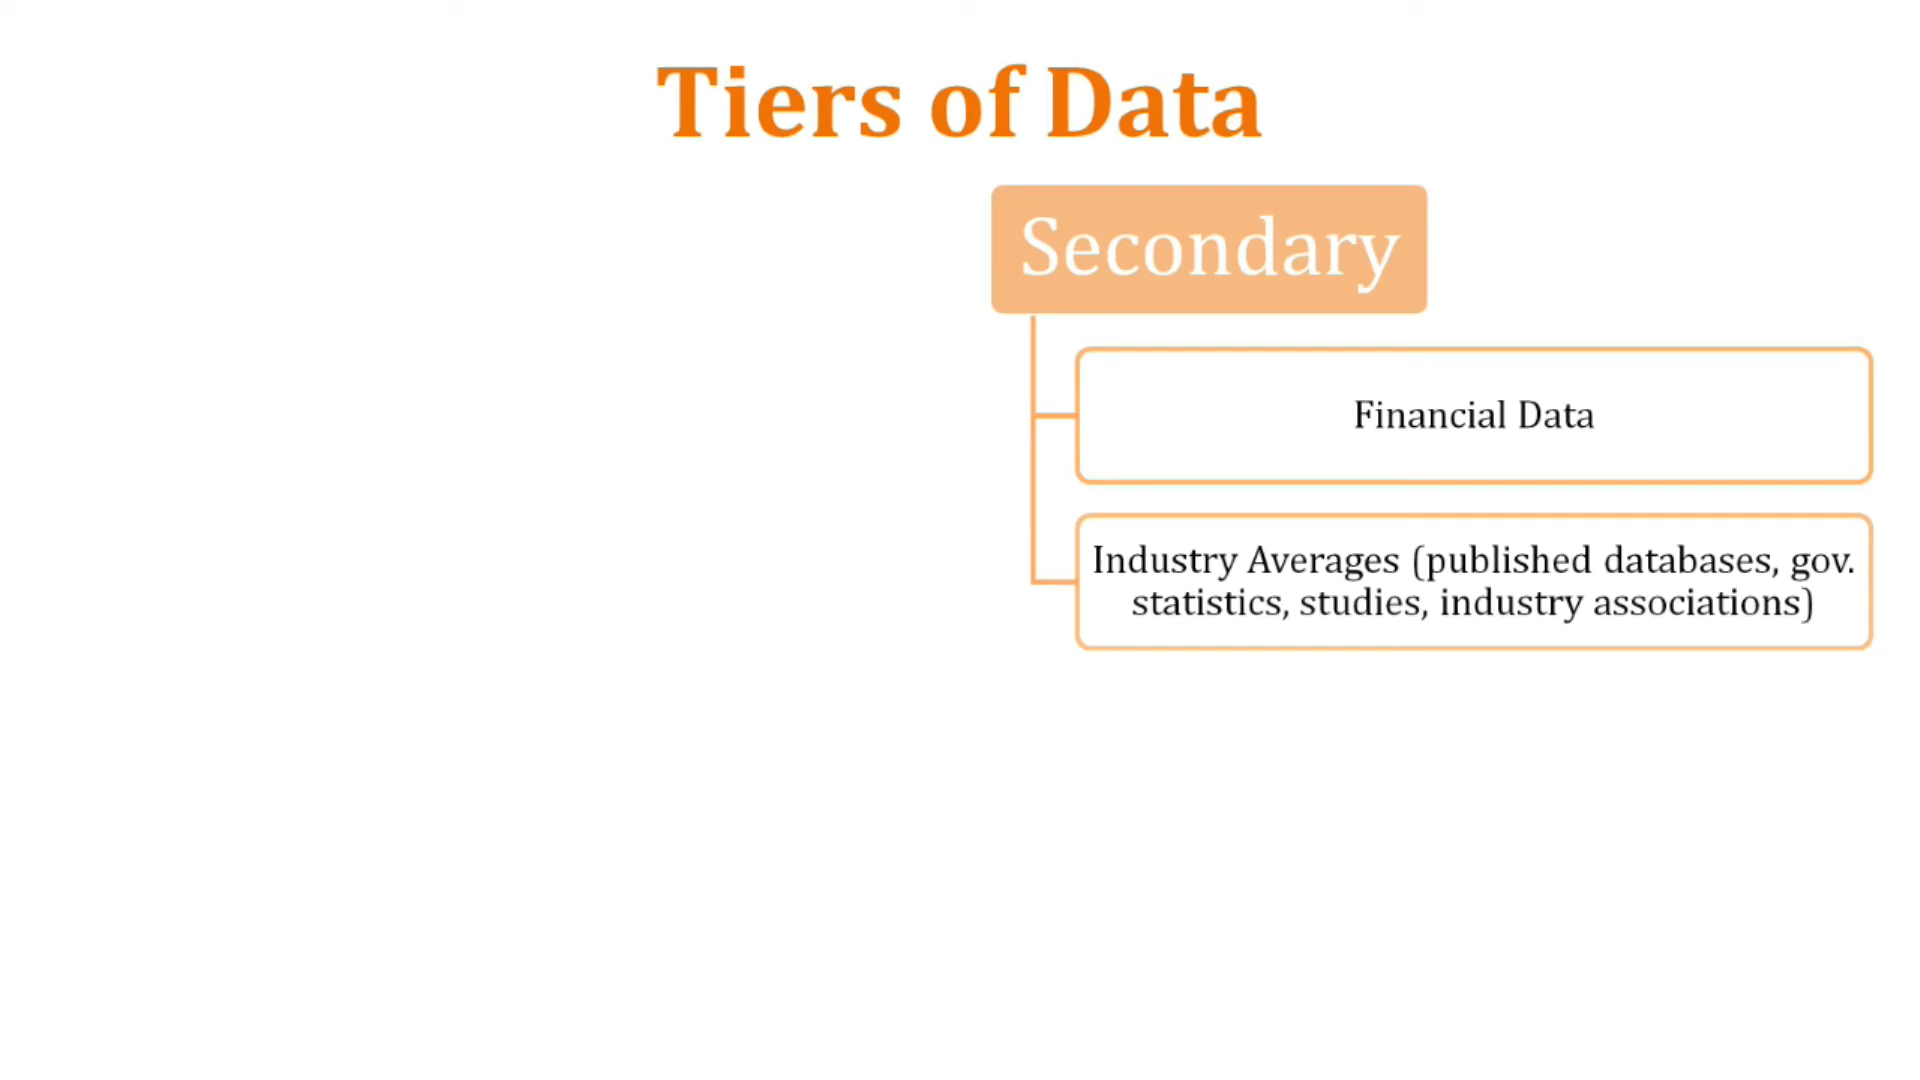 Tiers of Data
Secondary
Financial Data
Industry Averages (published databases, gov.
statistics, studies, industry associations)